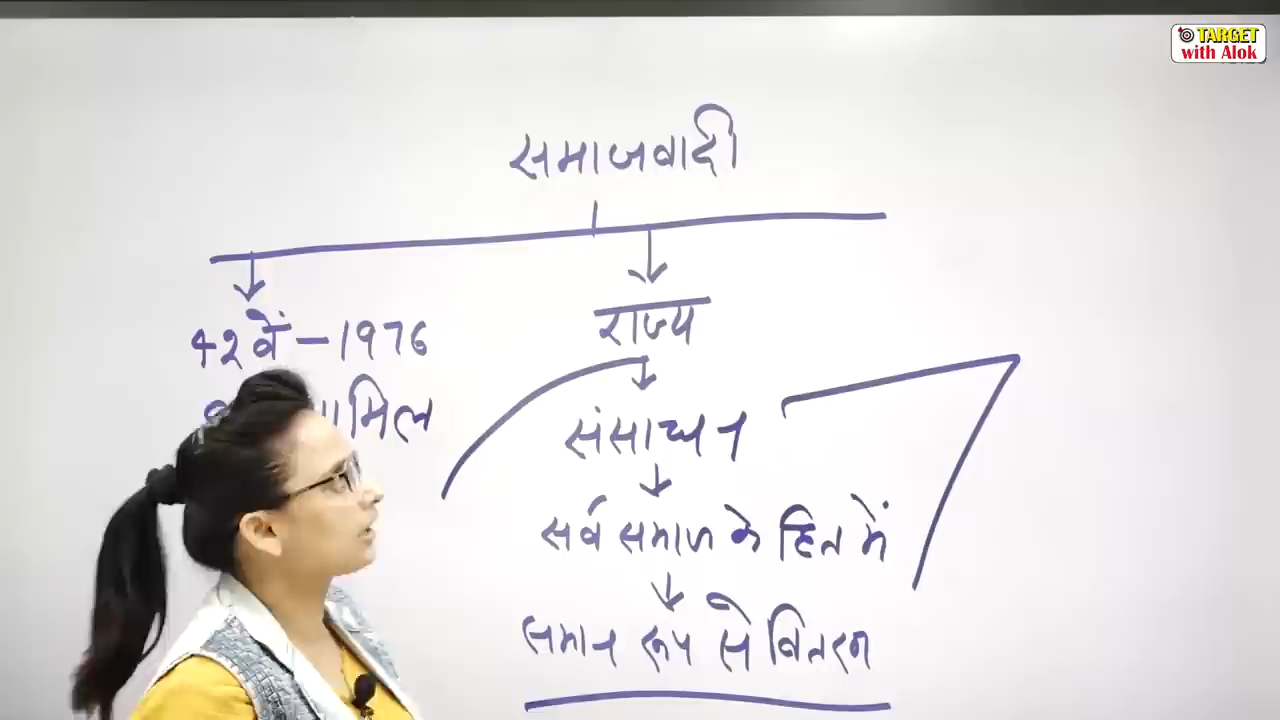 TARGET
with Alok
समाजवादी
42वें – 1976
राज्य
संसाधन
सर्व समाज के हित में
समान रूप से वितरण